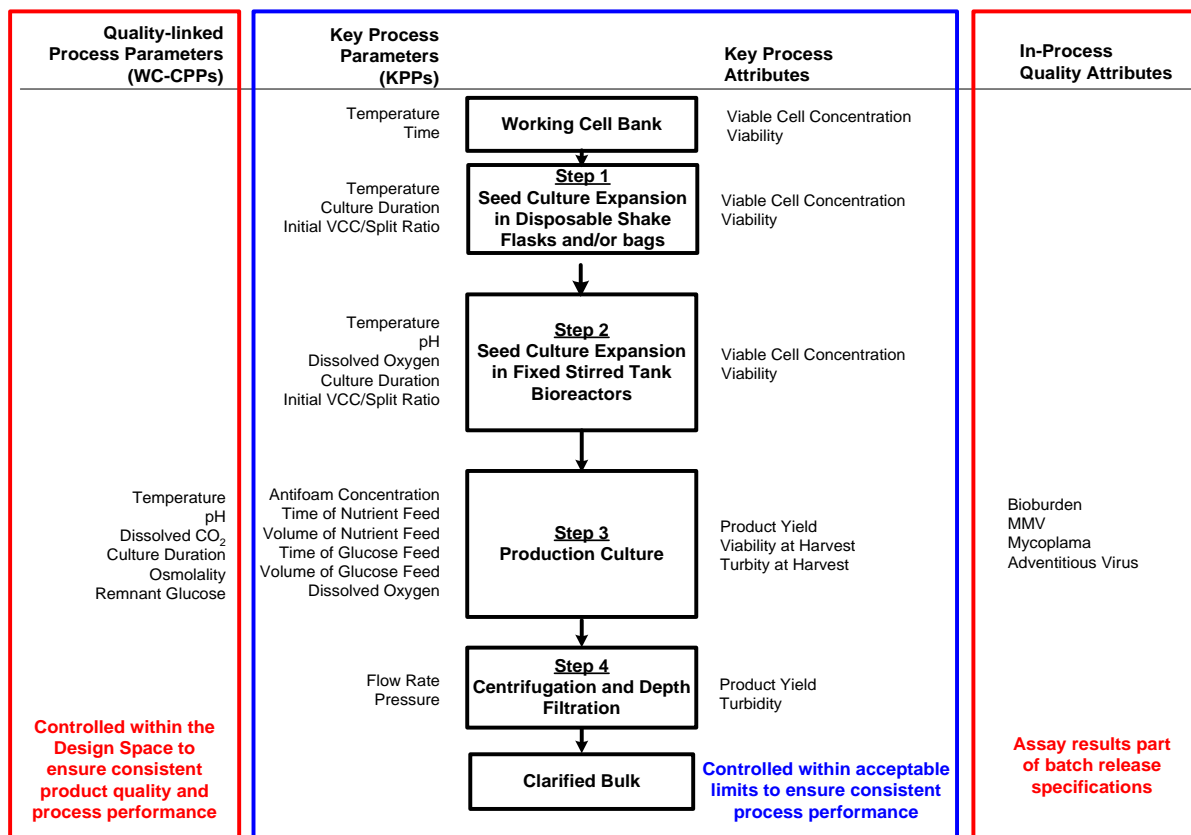 Quality-linked
Process Parameters
(WC-CPPs)
Key Process
Parameters
(KPPs)
Key Process
Attributes
In-Process
Quality Attributes
Temperature
Time
Working Cell Bank
Viable Cell Concentration
Viability
Temperature
Culture Duration
Initial VCC/Split Ratio
Step 1
Seed Culture Expansion
in Disposable Shake
Flasks and/or bags
Viable Cell Concentration
Viability
Temperature
pH
Dissolved Oxygen
Culture Duration
Initial VCC/Split Ratio
Step 2
Seed Culture Expansion
in Fixed Stirred Tank
Bioreactors
Viable Cell Concentration
Viability
Temperature
pH
Dissolved CO2
Culture Duration
Osmolality
Remnant Glucose
Antifoam Concentration
Time of Nutrient Feed
Volume of Nutrient Feed
Time of Glucose Feed
Volume of Glucose Feed
Dissolved Oxygen
Step 3
Production Culture
Product Yield
Viability at Harvest
Turbity at Harvest
Bioburden
MMV
Mycoplama
Adventitious Virus
Flow Rate
Pressure
Step 4
Centrifugation and Depth
Filtration
Product Yield
Turbidity
Controlled within the
Design Space to
ensure consistent
product quality and
process performance
Clarified Bulk
Controlled within acceptable
limits to ensure consistent
process performance
Assay results part
of batch release
specifications